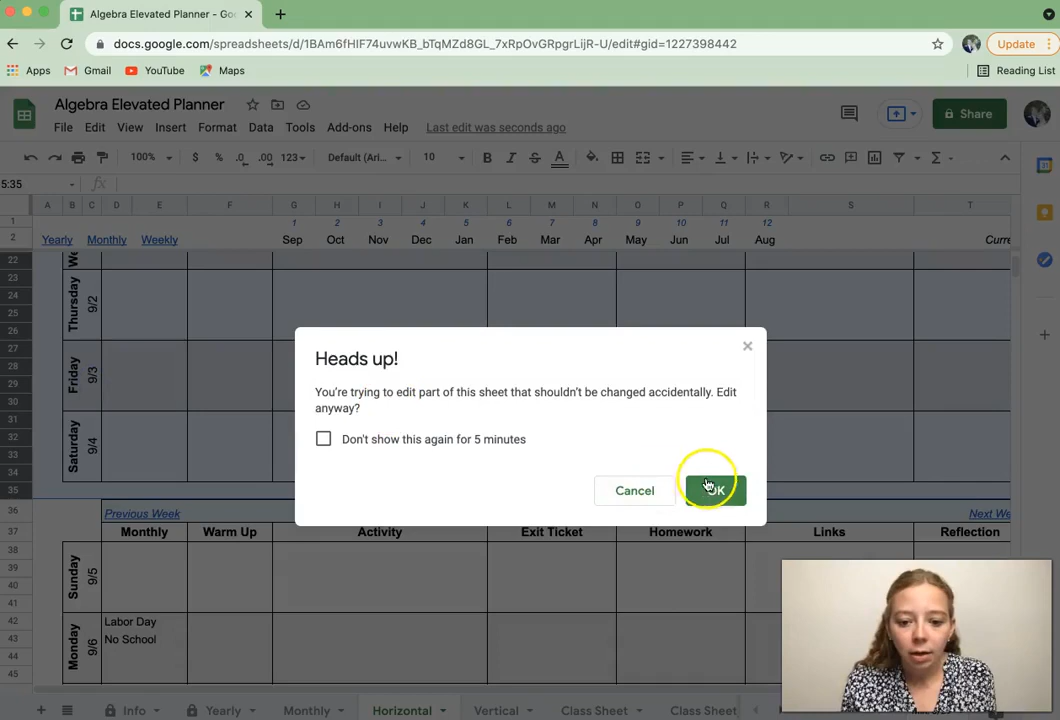 Algebra Elevated Planner - Go
docs.google.com/spreadsheets/d/1BAm6fHIF74uvwKB_bTqMZd8GL_7xRpOvGRpgrLijR-U/edit#gid=1227398442
Update
Apps Gmail YouTube Maps Reading List
Algebra Elevated Planner
File Edit View Insert Format Data Tools Add-ons Help Last edit was seconds ago
Share
100% $ % .0 .00 123 Default (Ari... 10 B I S A
5:35 fx
A B C D E F G H I J K L M N O P Q R S T
1 1 2 3 4 5 6 7 8 9 10 11 12
2 Yearly Monthly Weekly Sep Oct Nov Dec Jan Feb Mar Apr May Jun Jul Aug Curre
22 We
23
24 Thursday 9/2
25
26
27
28 Friday 9/3
29
30
31
32 Saturday 9/4
33
34
35
Heads up!
You're trying to edit part of this sheet that shouldn't be changed accidentally. Edit
anyway?
Don't show this again for 5 minutes
Cancel OK
36 Previous Week Next We
37 Monthly Warm Up Activity Exit Ticket Homework Links Reflection
38
39 Sunday 9/5
40
41
42 Labor Day
43 Monday 9/6 No School
44
45
Info Yearly Monthly Horizontal Vertical Class Sheet Class Sheet